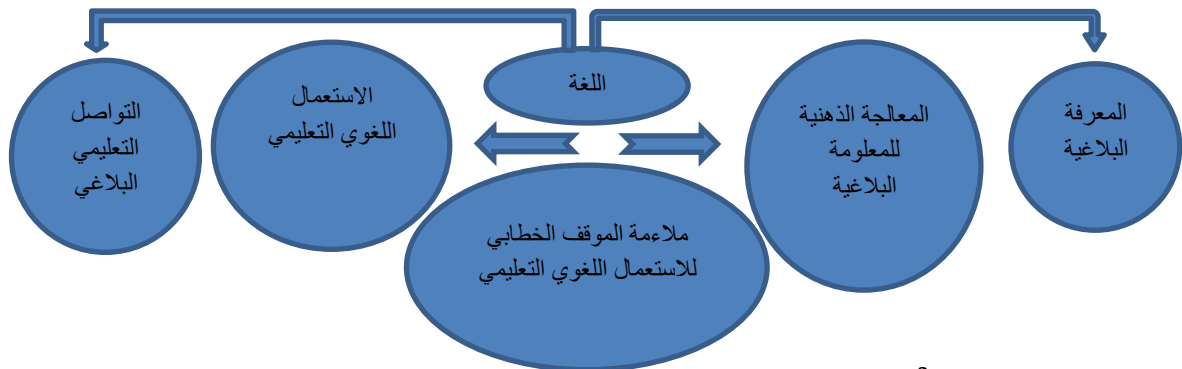 اللغة
المعرفة
البلاغية
المعالجة الذهنية
للمعلومة
البلاغية
الاستعمال
اللغوي التعليمي
التواصل
التعليمي
البلاغي
ملاءمة الموقف الخطابي
للاستعمال اللغوي التعليمي